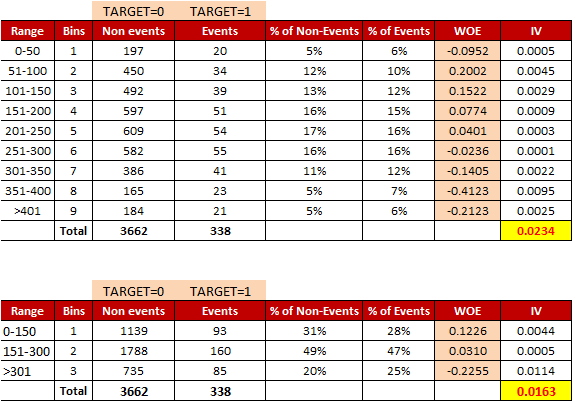 TARGET=0 TARGET=1
Range Bins Non events Events % of Non-Events % of Events WOE IV
0-50 1 197 20 5% 6% -0.0952 0.0005
51-100 2 450 34 12% 10% 0.2002 0.0045
101-150 3 492 39 13% 12% 0.1522 0.0029
151-200 4 597 51 16% 15% 0.0774 0.0009
201-250 5 609 54 17% 16% 0.0401 0.0003
251-300 6 582 55 16% 16% -0.0236 0.0001
301-350 7 386 41 11% 12% -0.1405 0.0022
351-400 8 165 23 5% 7% -0.4123 0.0095
>401 9 184 21 5% 6% -0.2123 0.0025
Total 3662 338 0.0234
TARGET=0 TARGET=1
Range Bins Non events Events % of Non-Events % of Events WOE IV
0-150 1 1139 93 31% 28% 0.1226 0.0044
151-300 2 1788 160 49% 47% 0.0310 0.0005
>301 3 735 85 20% 25% -0.2255 0.0114
Total 3662 338 0.0163